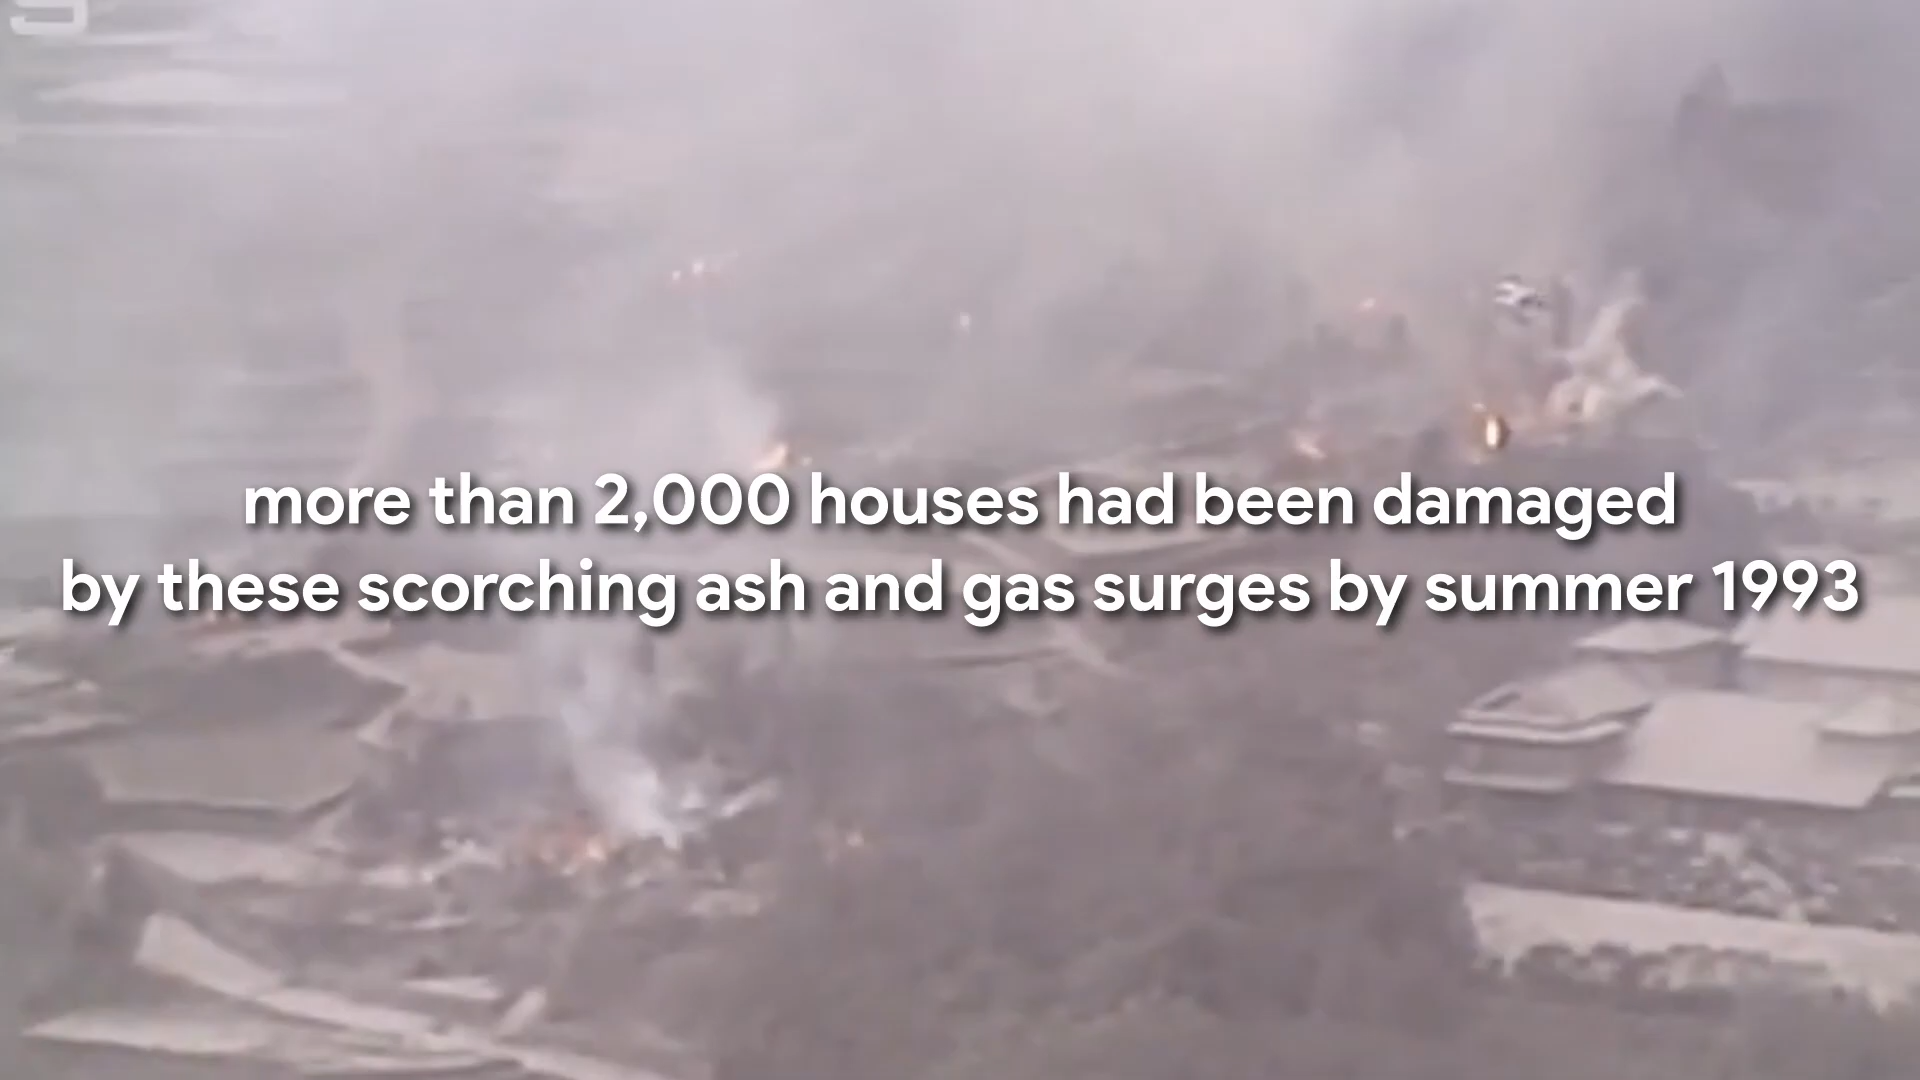 more than 2,000 houses had been damaged
by these scorching ash and gas surges by summer 1993